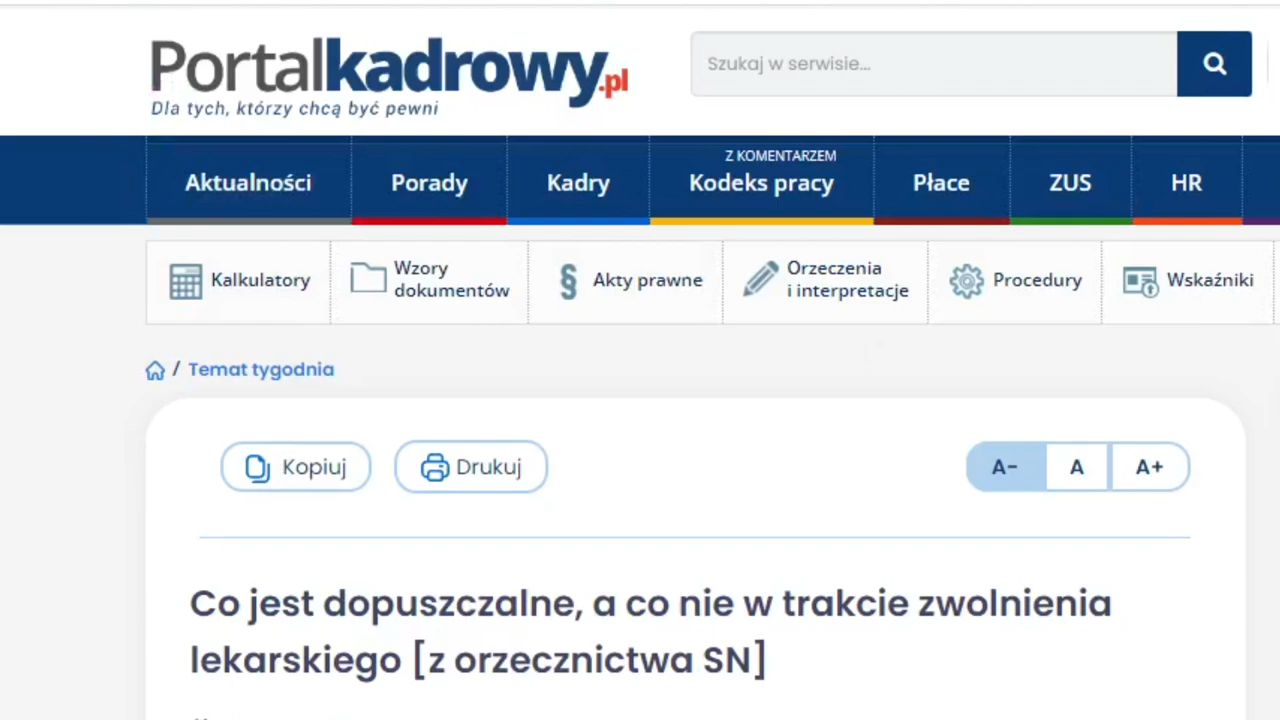 Portalkadrowy.pl
Dla tych, którzy chcą być pewni
Szukaj w serwisie...
Aktualności
Porady
Kadry
Z KOMENTARZEM
Kodeks pracy
Płace
ZUS
HR
Kalkulatory
Wzory
dokumentów
Akty prawne
Orzeczenia
i interpretacje
Procedury
Wskaźniki
/ Temat tygodnia
Kopiuj
Drukuj
A-
A
A+
Co jest dopuszczalne, a co nie w trakcie zwolnienia
lekarskiego [z orzecznictwa SN]